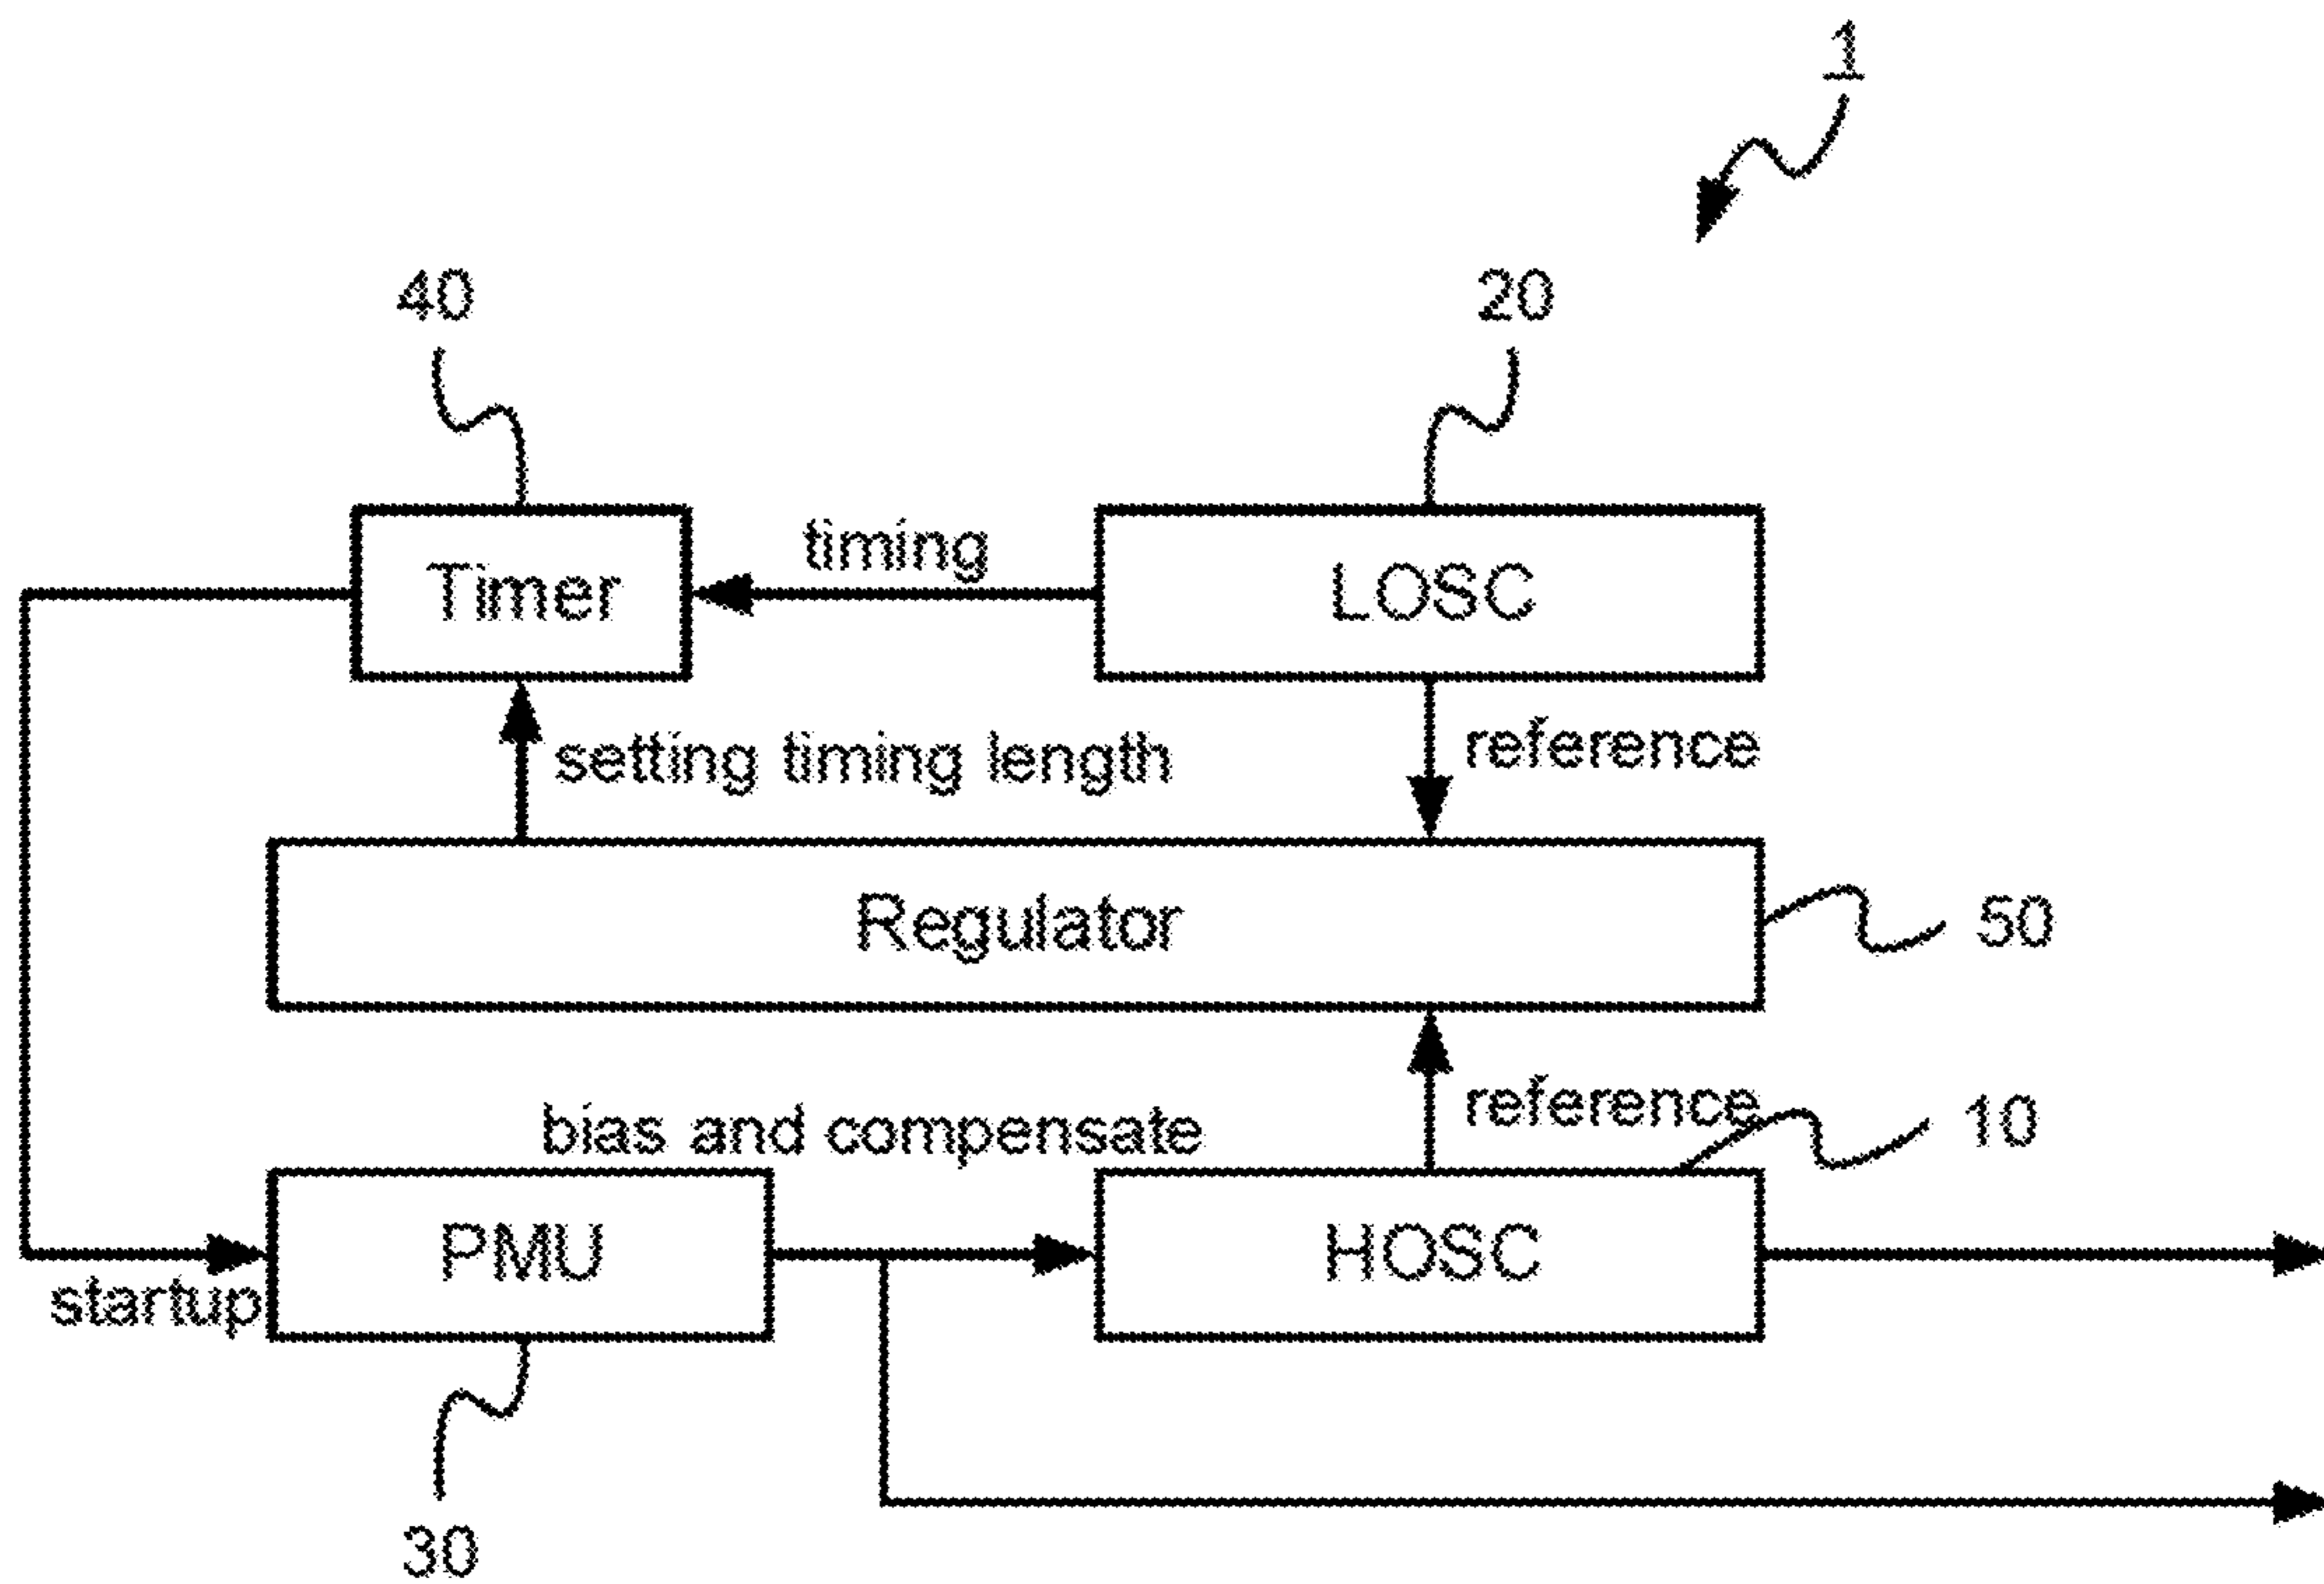 1
40
20
timing
Timer
LOSC
setting timing length
reference
Regulator
50
reference
10
bias and compensate
PMU
HOSC
startup
30